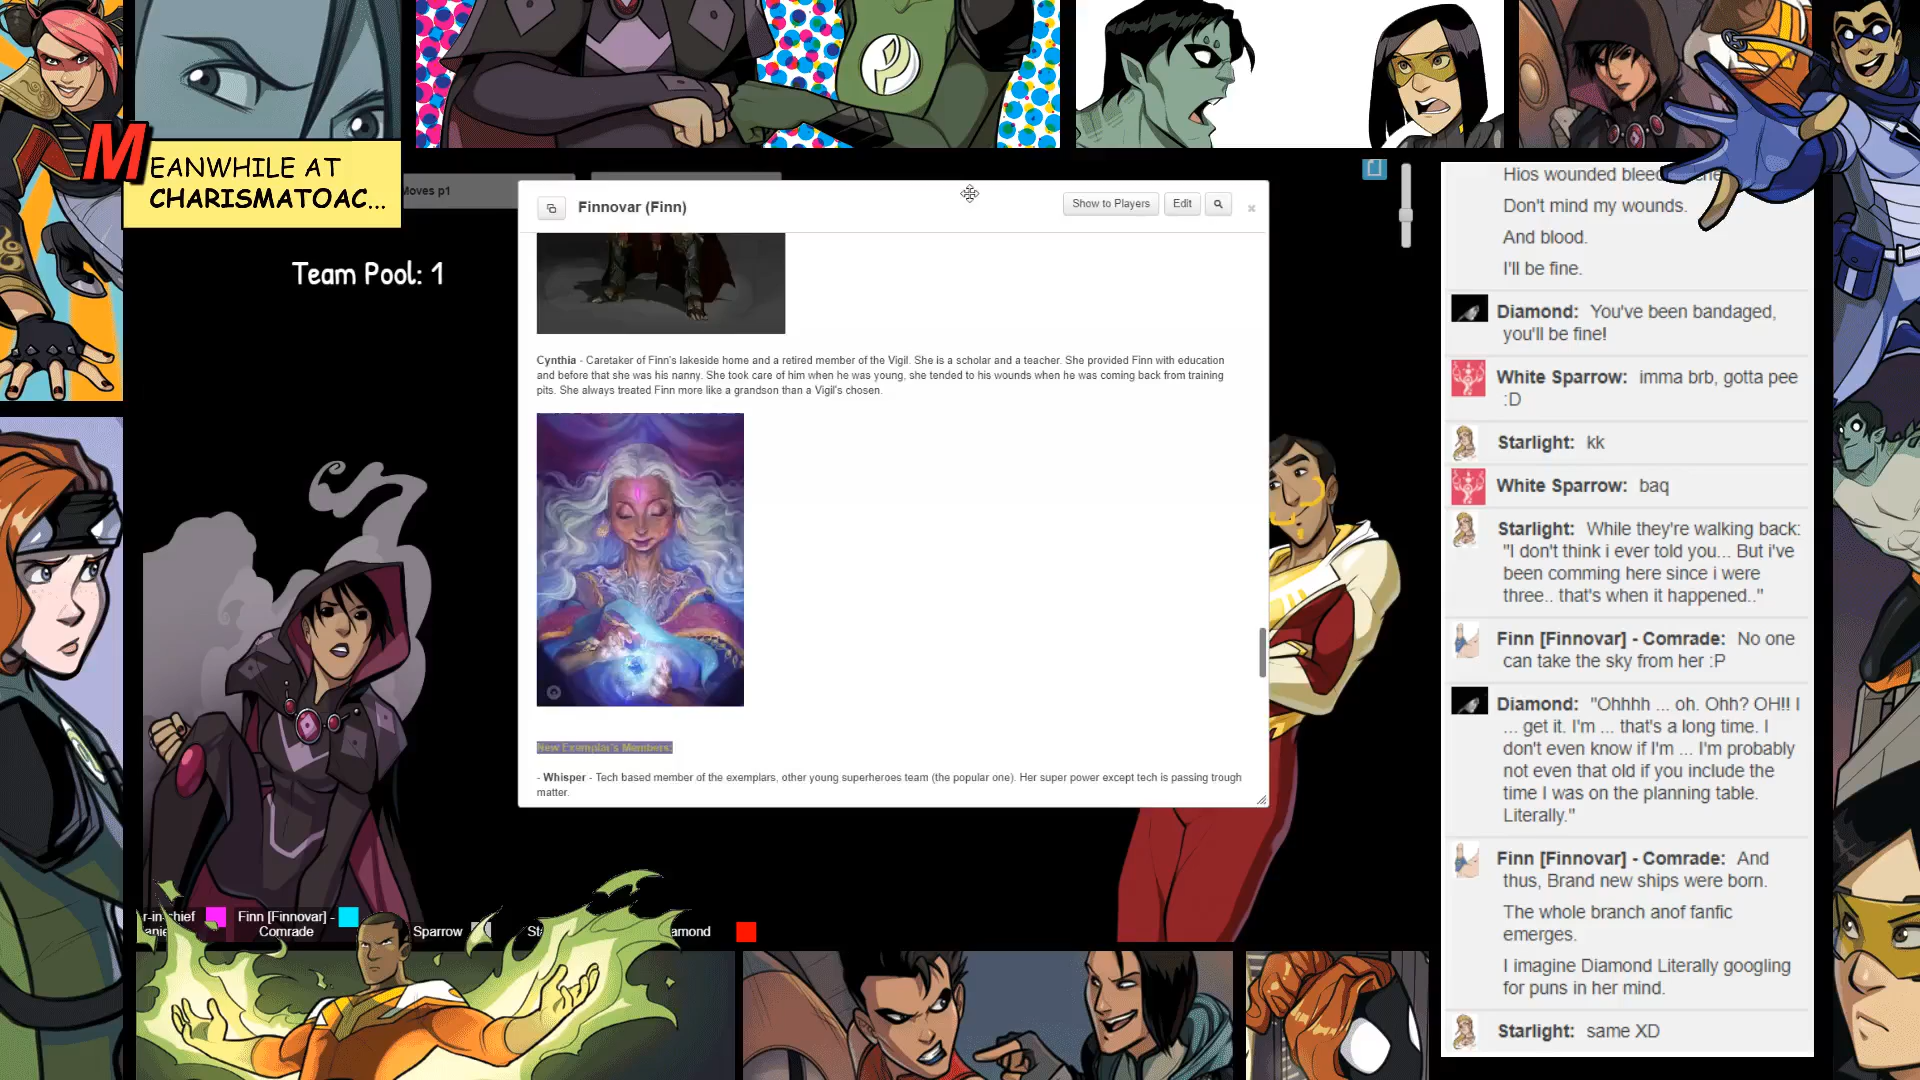 MEANWHILE AT
CHARISMATOAC...
Moves p1
Team Pool: 1
Finnovar (Finn)
Show to Players
Edit
Cynthia - Caretaker of Finn's lakeside home and a retired member of the Vigil. She is a scholar and a teacher. She provided Finn with education
and before that she was his nanny. She took care of him when he was young, she tended to his wounds when he was coming back from training
pits. She always treated Finn more like a grandson than a Vigil's chosen.
New Exemplar's Members:
- Whisper - Tech based member of the exemplars, other young superheroes team (the popular one). Her super power except tech is passing trough
matter.
r-in-chief
Finn [Finnovar] -
Comrade
Sparrow
St
amond
Hios wounded
Don't mind my wounds.
And blood.
I'll be fine.
Diamond: You've been bandaged,
you'll be fine!
White Sparrow: imma brb, gotta pee
:D
Starlight: kk
White Sparrow: baq
Starlight: While they're walking back:
"I don't think i ever told you... But i've
been comming here since i were
three.. that's when it happened.."
Finn [Finnovar] - Comrade: No one
can take the sky from her :P
Diamond: "Ohhhh ... oh. Ohh? OH!! I
... get it. I'm ... that's a long time. I
don't even know if I'm ... I'm probably
not even that old if you include the
time I was on the planning table.
Literally."
Finn [Finnovar] - Comrade: And
thus, Brand new ships were born.
The whole branch anof fanfic
emerges.
I imagine Diamond Literally googling
for puns in her mind.
Starlight: same XD